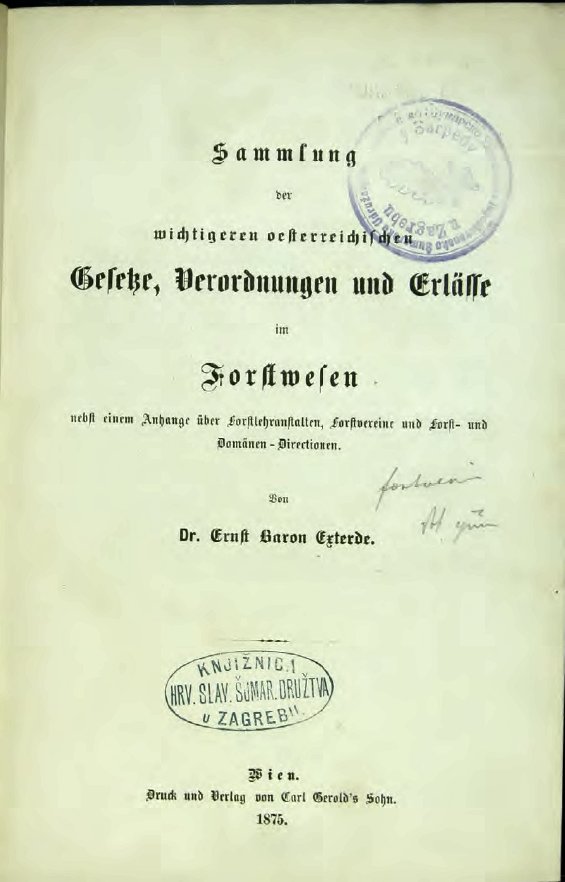 Sammlung
der
wichtigeren oesterreichischen
Gesetze, Verordnungen und Erlässe
im
Forstwesen
nebst einem Anhange über Forstlehranstalten, Forstvereine und Forst- und
Domänen-Directionen.
Von
Dr. Ernst Baron Exterde.
u Zagrebu
KNJIŽNICI
HRV. SLAV. ŠUMAR. DRUŽTVA
U ZAGREBU.
Wien.
Druck und Verlag von Carl Gerold's Sohn.
1875.